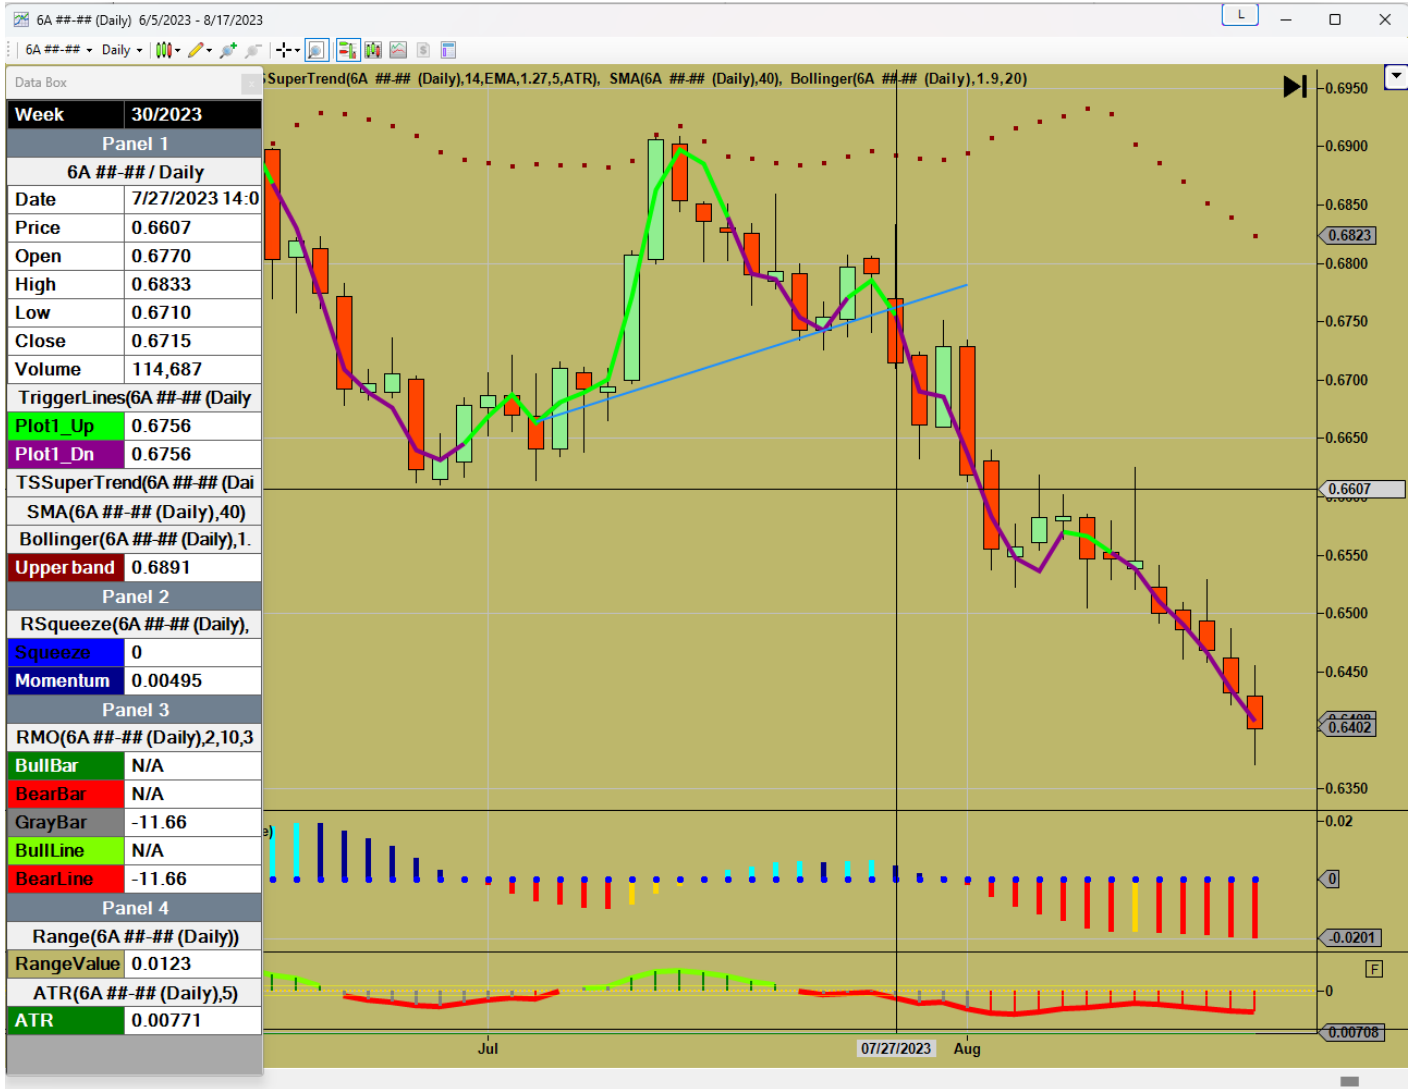 6A ##-## (Daily)  6/5/2023 - 8/17/2023
L
6A ##-##
Daily
Data Box
SuperTrend(6A ##-## (Daily),14,EMA,1.27,5,ATR), SMA(6A ##-## (Daily),40), Bollinger(6A ##-## (Daily),1.9,20)
Week 30/2023
Panel 1
6A ##-## / Daily
Date 7/27/2023 14:0
Price 0.6607
Open 0.6770
High 0.6833
Low 0.6710
Close 0.6715
Volume 114,687
TriggerLines(6A ##-## (Daily
Plot1_Up 0.6756
Plot1_Dn 0.6756
TSSuperTrend(6A ##-## (Dai
SMA(6A ##-## (Daily),40)
Bollinger(6A ##-## (Daily),1.
Upper band 0.6891
Panel 2
RSqueeze(6A ##-## (Daily),
Squeeze 0
Momentum 0.00495
Panel 3
RMO(6A ##-## (Daily),2,10,3
BullBar N/A
BearBar N/A
GrayBar -11.66
BullLine N/A
BearLine -11.66
Panel 4
Range(6A ##-## (Daily))
RangeValue 0.0123
ATR(6A ##-## (Daily),5)
ATR 0.00771
0.6950
0.6900
0.6850
0.6823
0.6800
0.6750
0.6700
0.6650
0.6607
0.6550
0.6500
0.6450
0.6402
0.6350
e)
0.02
0
-0.0201
F
0
0.00708
Jul
07/27/2023
Aug